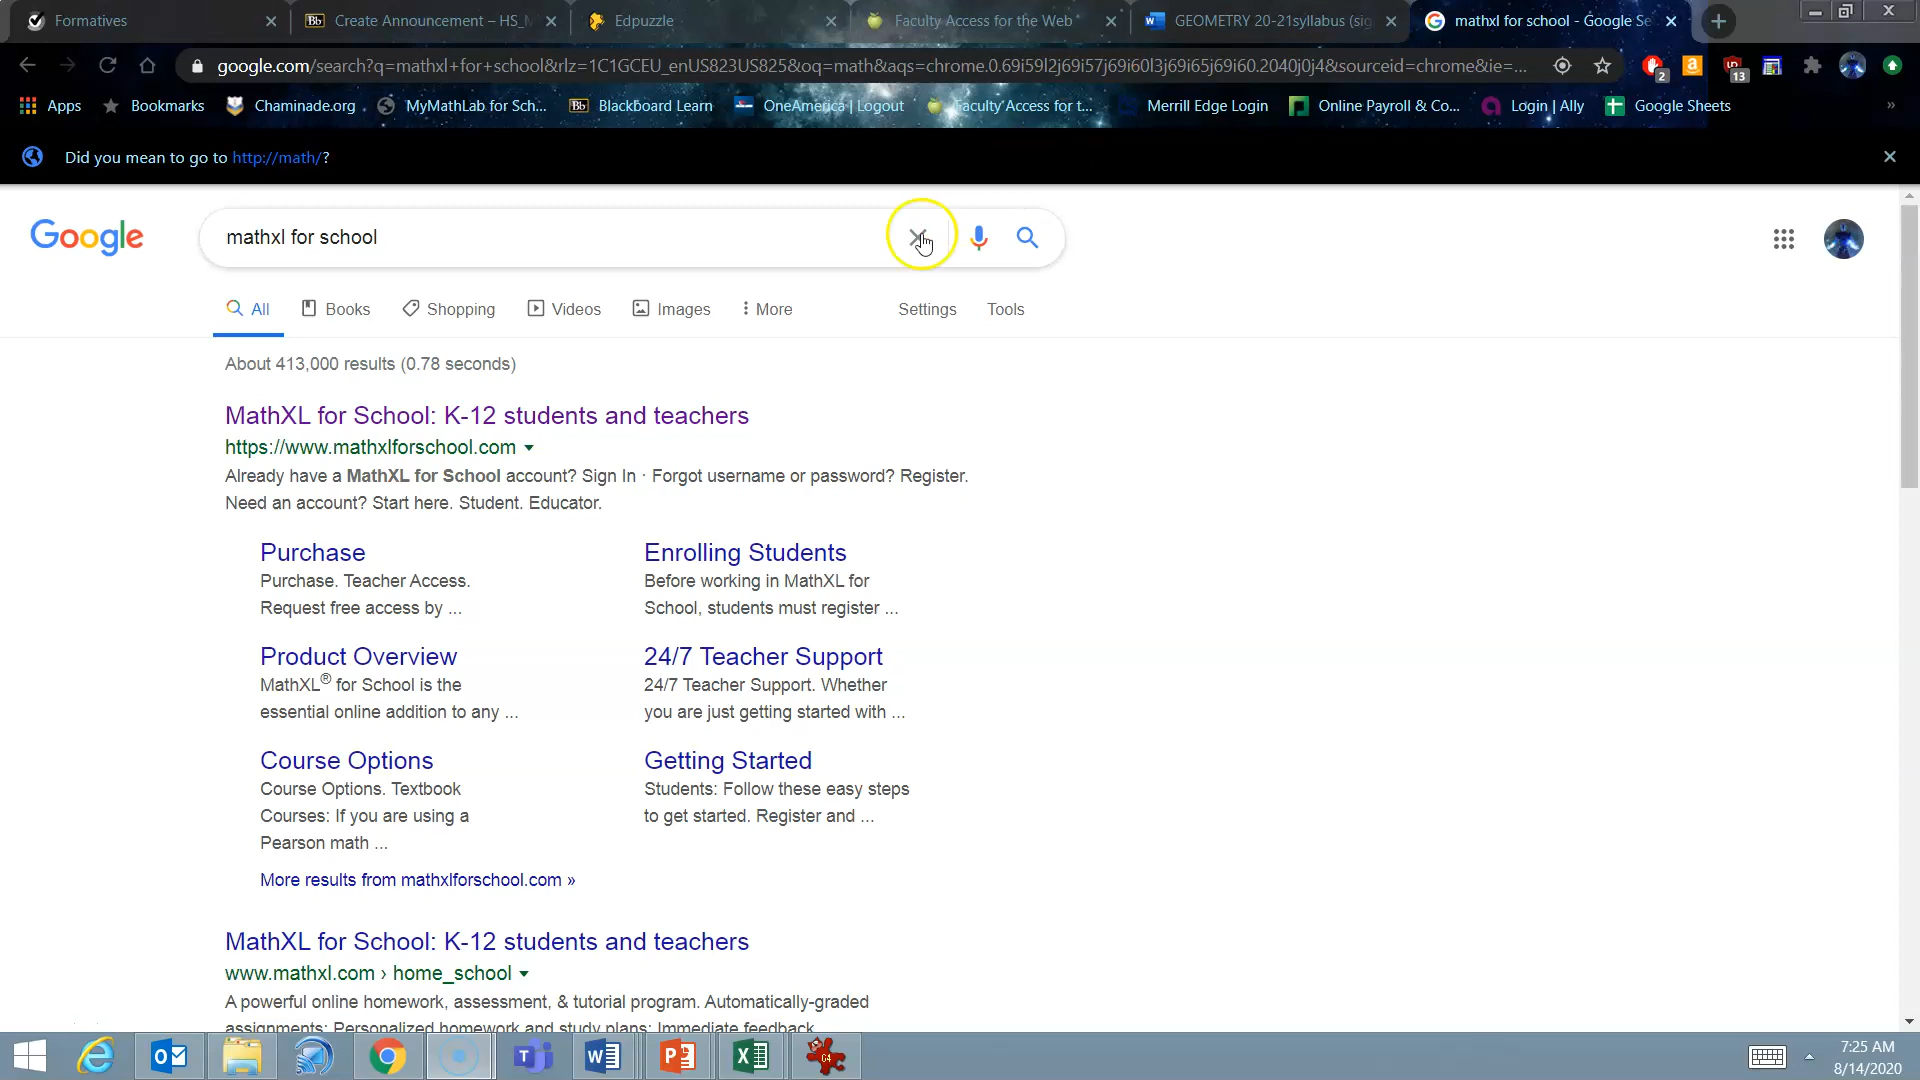 Formatives
Create Announcement – HS_M
Edpuzzle
Faculty Access for the Web
GEOMETRY 20-21syllabus (sig
mathxl for school - Google Se
google.com/search?q=mathxl+for+school&rlz=1C1GCEU_enUS823US825&oq=math&aqs=chrome.0.69i59l2j69i57j69i60l3j69i65j69i60.2040j0j4&sourceid=chrome&ie=...
2
13
Apps
Bookmarks
Chaminade.org
MyMathLab for Sch...
Bb
Blackboard Learn
OneAmerica | Logout
Faculty Access for t...
Merrill Edge Login
Online Payroll & Co...
Login | Ally
Google Sheets
»
Did you mean to go to http://math/?
Google
mathxl for school
All
Books
Shopping
Videos
Images
More
Settings
Tools
About 413,000 results (0.78 seconds)
MathXL for School: K-12 students and teachers
https://www.mathxlforschool.com
Already have a MathXL for School account? Sign In · Forgot username or password? Register.
Need an account? Start here. Student. Educator.
Purchase
Purchase. Teacher Access.
Request free access by ...
Enrolling Students
Before working in MathXL for
School, students must register ...
Product Overview
MathXL® for School is the
essential online addition to any ...
24/7 Teacher Support
24/7 Teacher Support. Whether
you are just getting started with ...
Course Options
Course Options. Textbook
Courses: If you are using a
Pearson math ...
Getting Started
Students: Follow these easy steps
to get started. Register and ...
More results from mathxlforschool.com »
MathXL for School: K-12 students and teachers
www.mathxl.com › home_school
A powerful online homework, assessment, & tutorial program. Automatically-graded
assignments; Personalized homework and study plans; Immediate feedback
7:25 AM
8/14/2020